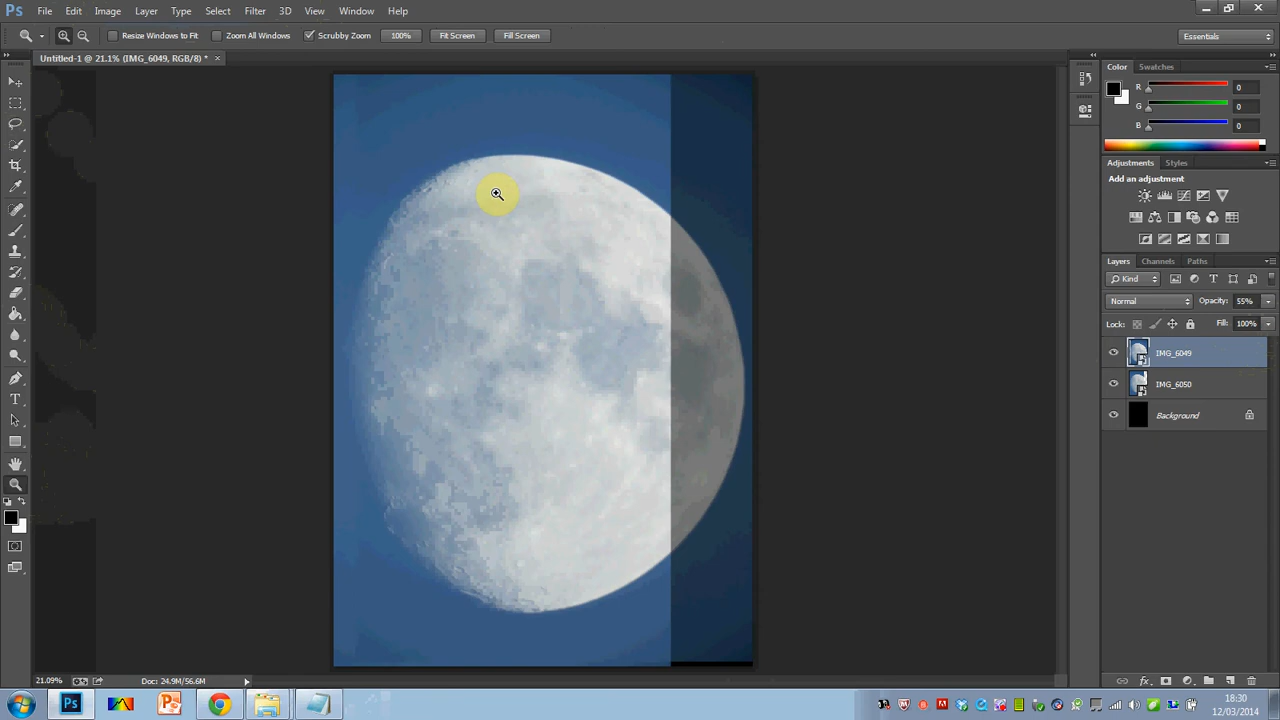 Ps File Edit Image Layer Type Select Filter 3D View Window Help
Resize Windows to Fit Zoom All Windows Scrubby Zoom 100% Fit Screen Fill Screen Essentials
Untitled-1 @ 21.1% (IMG_6049, RGB/8) * ×
Color Swatches
R 0
G 0
B 0
Adjustments Styles
Add an adjustment
Layers Channels Paths
Kind
Normal Opacity: 55%
Lock: Fill: 100%
IMG_6049
IMG_6050
Background
21.09% Doc: 24.9M/56.6M
Ps
18:30
12/03/2014